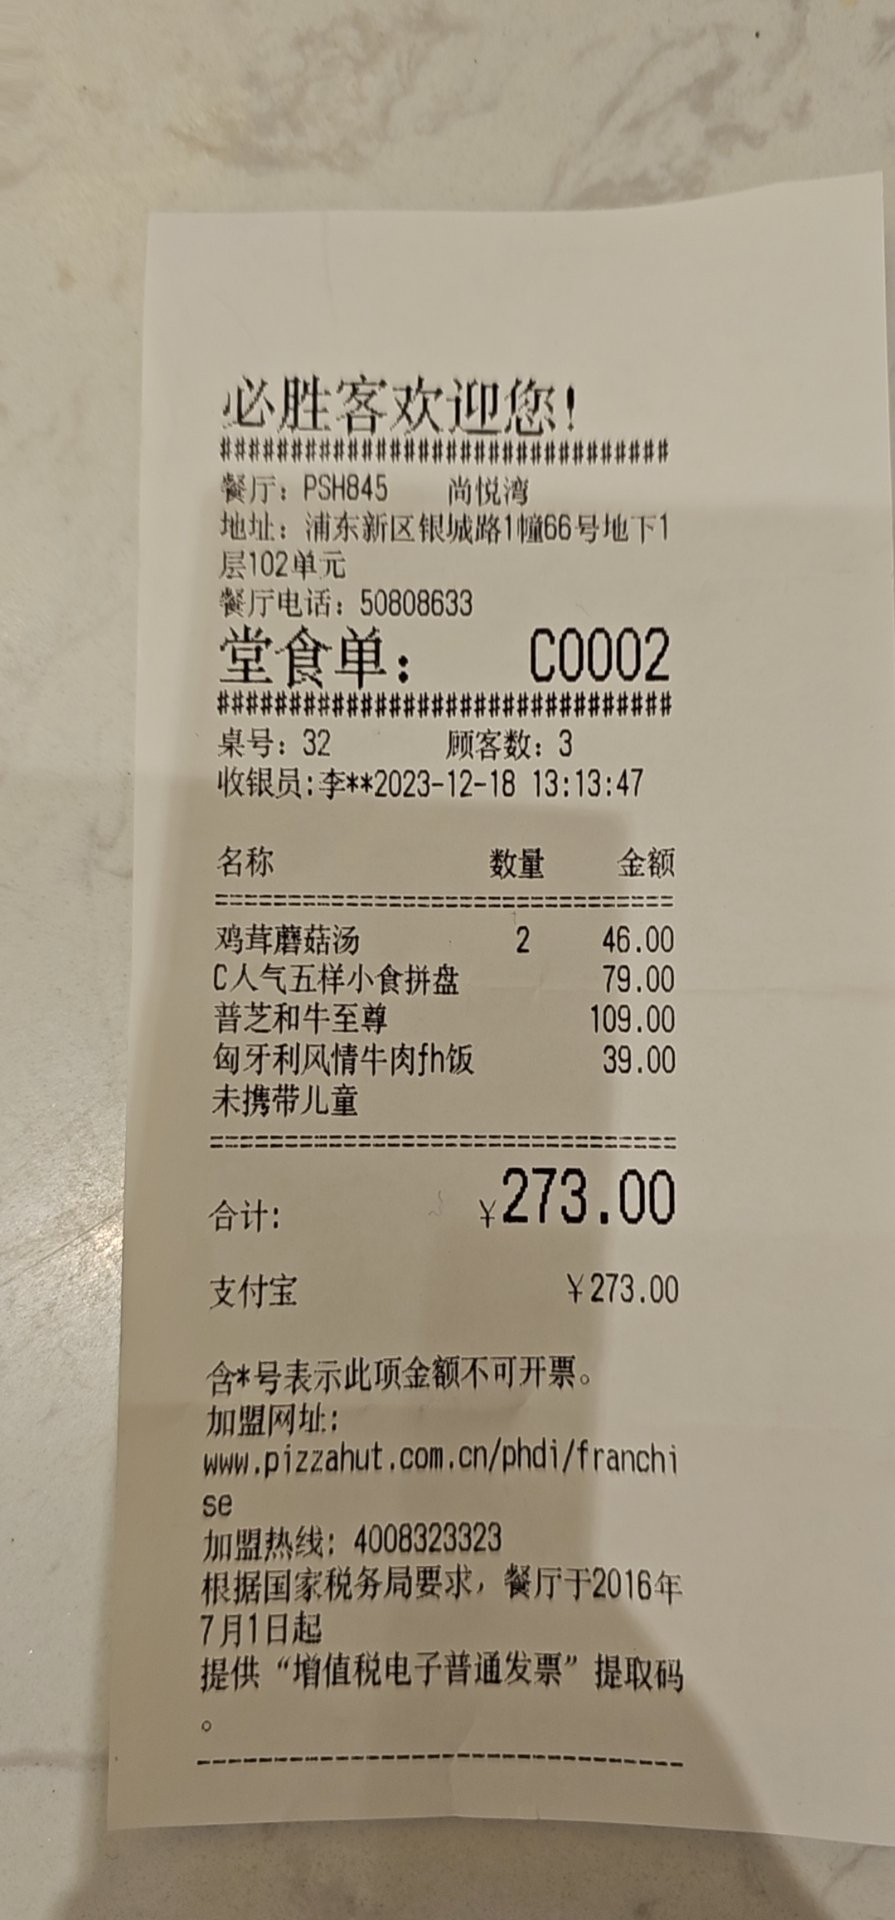 必胜客欢迎您!
################################
餐厅：PSH845 尚悦湾
地址：浦东新区银城路1幢66号地下1
层102单元
餐厅电话：50808633
堂食单： C0002
################################
桌号：32 顾客数：3
收银员:李**2023-12-18 13:13:47
名称 数量 金额
================================
鸡茸蘑菇汤 2 46.00
C人气五样小食拼盘 79.00
普芝和牛至尊 109.00
匈牙利风情牛肉fh饭 39.00
未携带儿童
================================
合计: ¥273.00
支付宝 ¥273.00
含*号表示此项金额不可开票。
加盟网址:
www.pizzahut.com.cn/phdi/franchi
se
加盟热线: 4008323323
根据国家税务局要求，餐厅于2016年
7月1日起
提供“增值税电子普通发票”提取码
。
--------------------------------